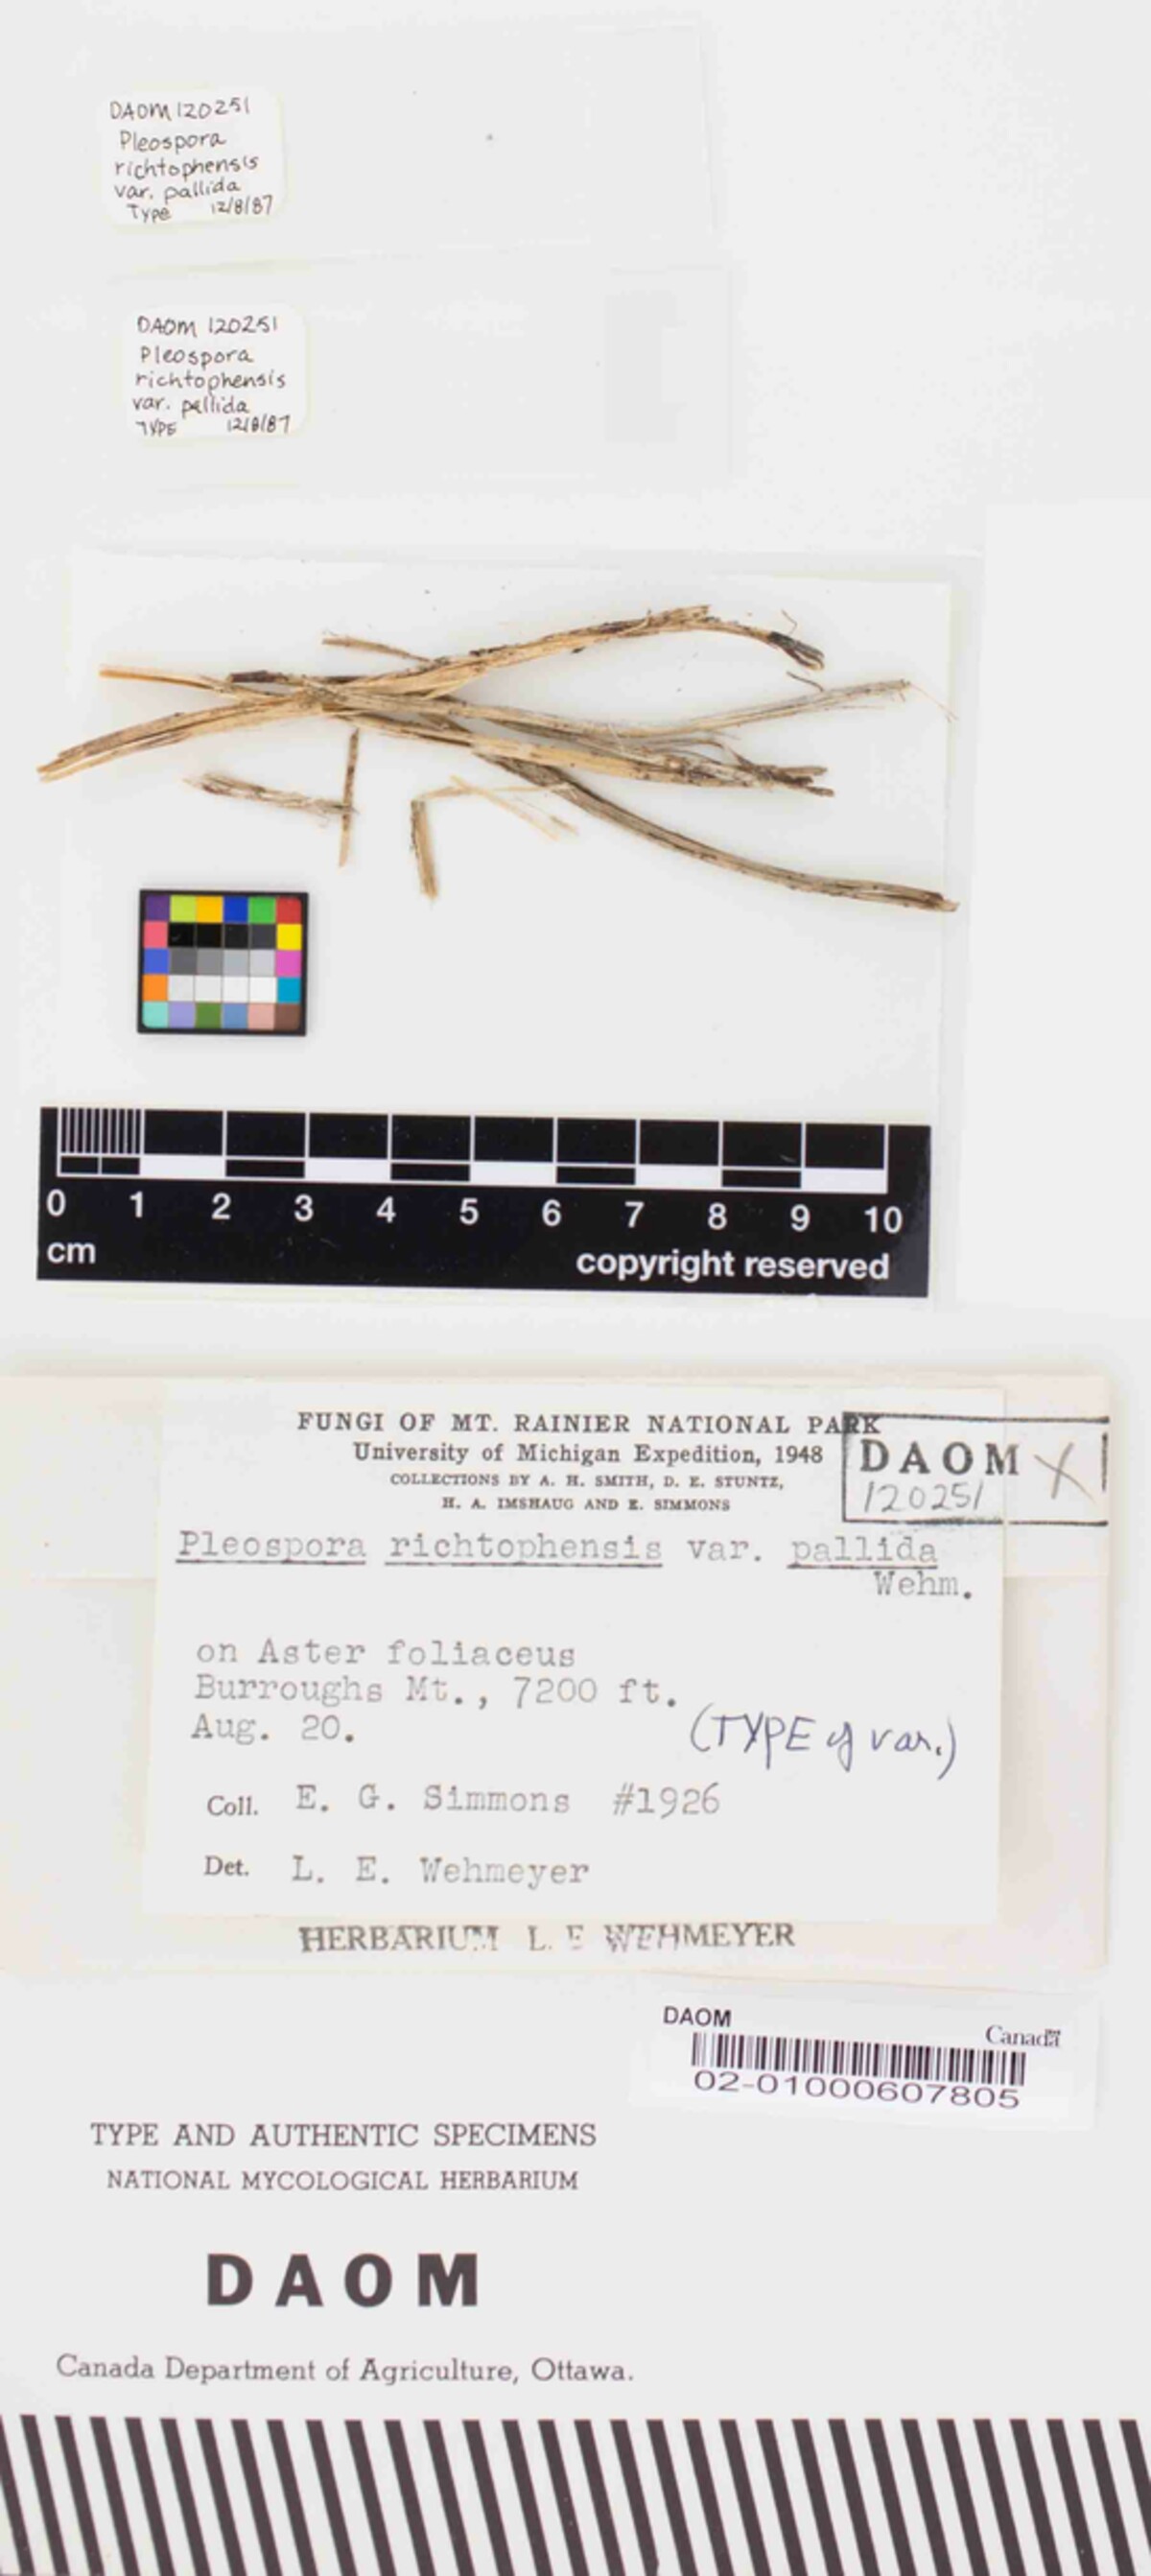 DAOM 120251
Pleospora
richtophensis
var. pallida
Type 12/8/87
DAOM 120251
Pleospora
richtophensis
var. pallida
TYPE 12/8/87
0 1 2 3 4 5 6 7 8 9 10
cm copyright reserved
FUNGI OF MT. RAINIER NATIONAL PARK
University of Michigan Expedition, 1948
COLLECTIONS BY A. H. SMITH, D. E. STUNTZ,
H. A. IMSHAUG AND E. SIMMONS
DAOM X
120251
Pleospora richtophensis var. pallida
Wehm.
on Aster foliaceus
Burroughs Mt., 7200 ft.
Aug. 20.
(TYPE of var.)
Coll. E. G. Simmons #1926
Det. L. E. Wehmeyer
HERBARIUM L. E WEHMEYER
DAOM
Canada
02-01000607805
TYPE AND AUTHENTIC SPECIMENS
NATIONAL MYCOLOGICAL HERBARIUM
DAOM
Canada Department of Agriculture, Ottawa.